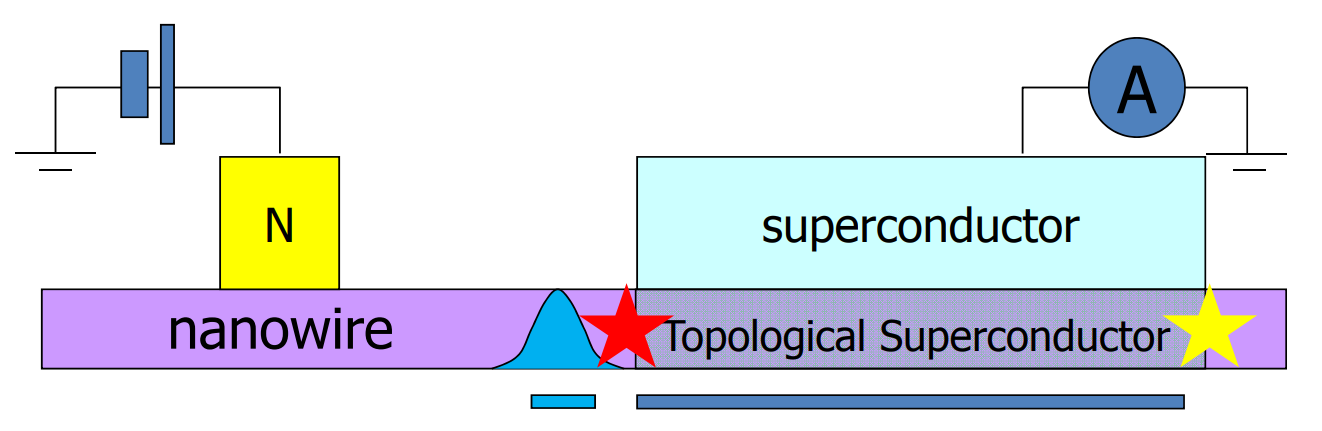 A
N
superconductor
nanowire
Topological Superconductor